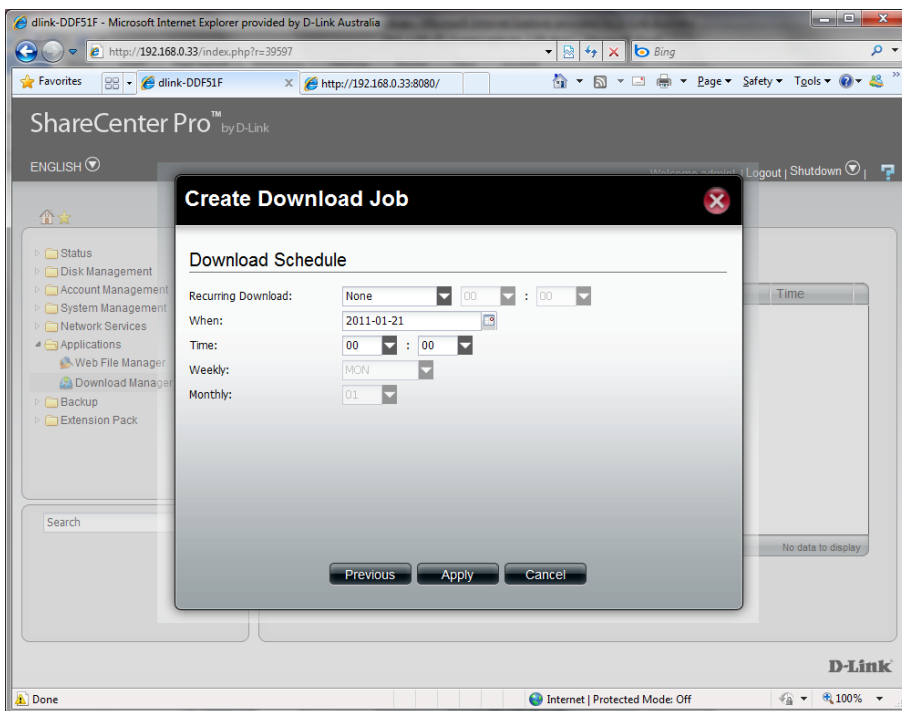 dlink-DDF51F - Microsoft Internet Explorer provided by D-Link Australia
http://192.168.0.33/index.php?r=39597
Bing
Favorites
dlink-DDF51F
http://192.168.0.33:8080/
Page
Safety
Tools
ShareCenter Pro™ by D-Link
ENGLISH
Welcome admin! | Logout | Shutdown |
Create Download Job
Download Schedule
Recurring Download: None 00 : 00
When: 2011-01-21
Time: 00 : 00
Weekly: MON
Monthly: 01
Previous
Apply
Cancel
Status
Disk Management
Account Management
System Management
Network Services
Applications
Web File Manager
Download Manager
Backup
Extension Pack
Search
Time
No data to display
D-Link
Done
Internet | Protected Mode: Off
100%